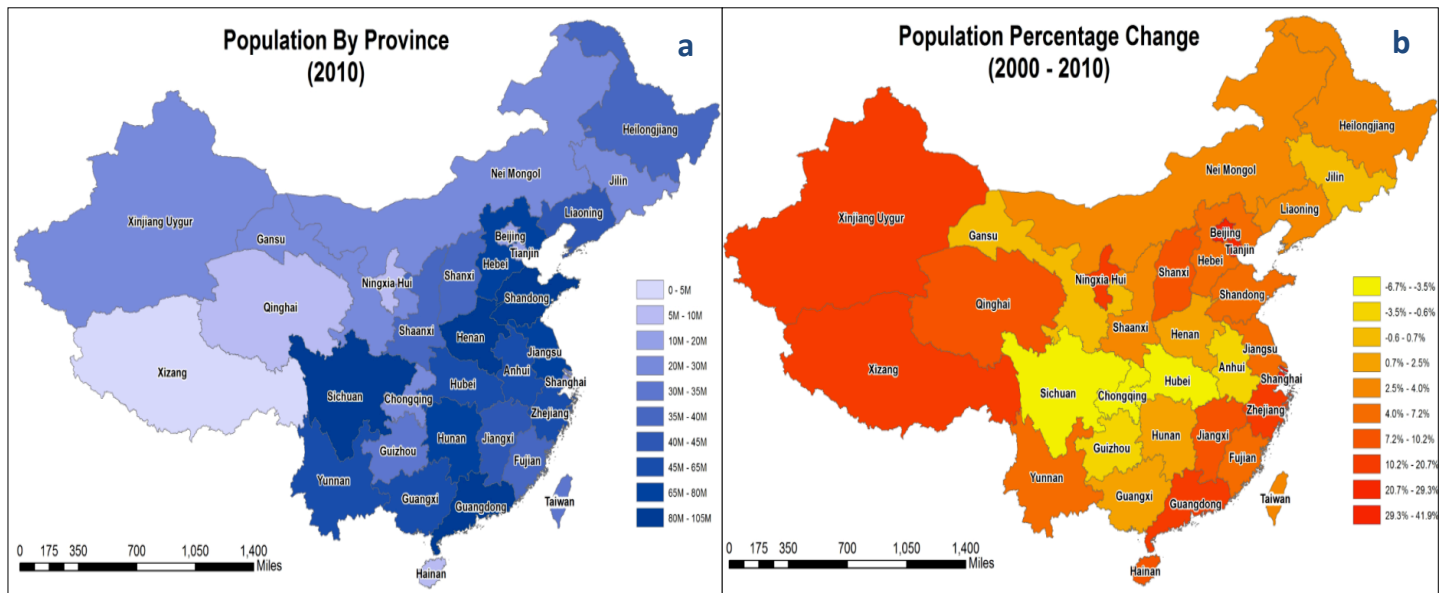 Population By Province
(2010)
a
Heilongjiang
Nei Mongol
Jilin
Xinjiang Uygur
Liaoning
Gansu
Beijing
Tianjin
Ningxia Hui
Shanxi
Hebei
Qinghai
Shandong
Shaanxi
Henan
Jiangsu
Xizang
Anhui
Shanghai
Sichuan
Hubei
Chongqing
Zhejiang
Hunan
Jiangxi
Guizhou
Fujian
Yunnan
Guangxi
Guangdong
Taiwan
Hainan
0 - 5M
5M - 10M
10M - 20M
20M - 30M
30M - 35M
35M - 40M
40M - 45M
45M - 65M
65M - 80M
80M - 105M
0 175 350 700 1,050 1,400
Miles
Population Percentage Change
(2000 - 2010)
b
Heilongjiang
Nei Mongol
Jilin
Xinjiang Uygur
Liaoning
Gansu
Beijing
Tianjin
Ningxia Hui
Shanxi
Hebei
Qinghai
Shandong
Shaanxi
Henan
Jiangsu
Xizang
Anhui
Shanghai
Sichuan
Hubei
Chongqing
Zhejiang
Hunan
Jiangxi
Guizhou
Fujian
Yunnan
Guangxi
Guangdong
Taiwan
Hainan
-6.7% - -3.5%
-3.5% - -0.6%
-0.6 - 0.7%
0.7% - 2.5%
2.5% - 4.0%
4.0% - 7.2%
7.2% - 10.2%
10.2% - 20.7%
20.7% - 29.3%
29.3% - 41.9%
0 175 350 700 1,050 1,400
Miles